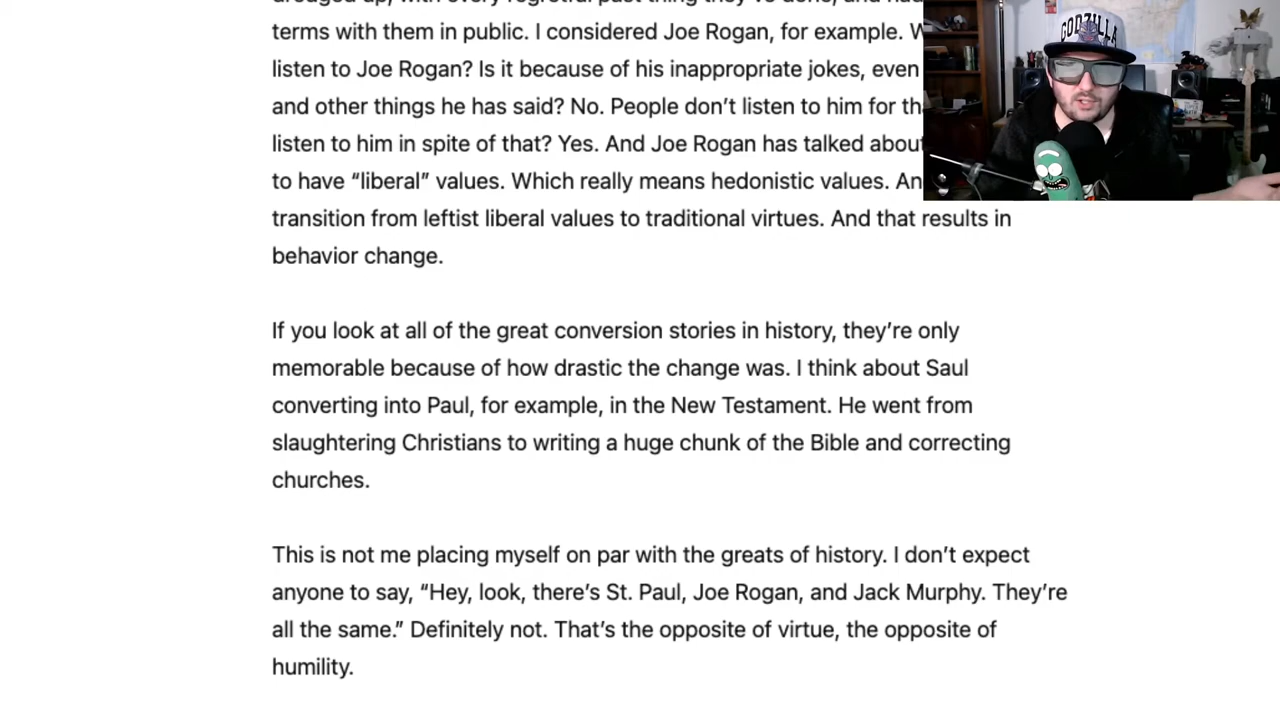 terms with them in public. I considered Joe Rogan, for example.
listen to Joe Rogan? Is it because of his inappropriate jokes, even
and other things he has said? No. People don’t listen to him for
listen to him in spite of that? Yes. And Joe Rogan has talked about
to have “liberal” values. Which really means hedonistic values.
transition from leftist liberal values to traditional virtues. And that results in
behavior change.
If you look at all of the great conversion stories in history, they’re only
memorable because of how drastic the change was. I think about Saul
converting into Paul, for example, in the New Testament. He went from
slaughtering Christians to writing a huge chunk of the Bible and correcting
churches.
This is not me placing myself on par with the greats of history. I don’t expect
anyone to say, “Hey, look, there’s St. Paul, Joe Rogan, and Jack Murphy. They’re
all the same.” Definitely not. That’s the opposite of virtue, the opposite of
humility.
GODZILLA